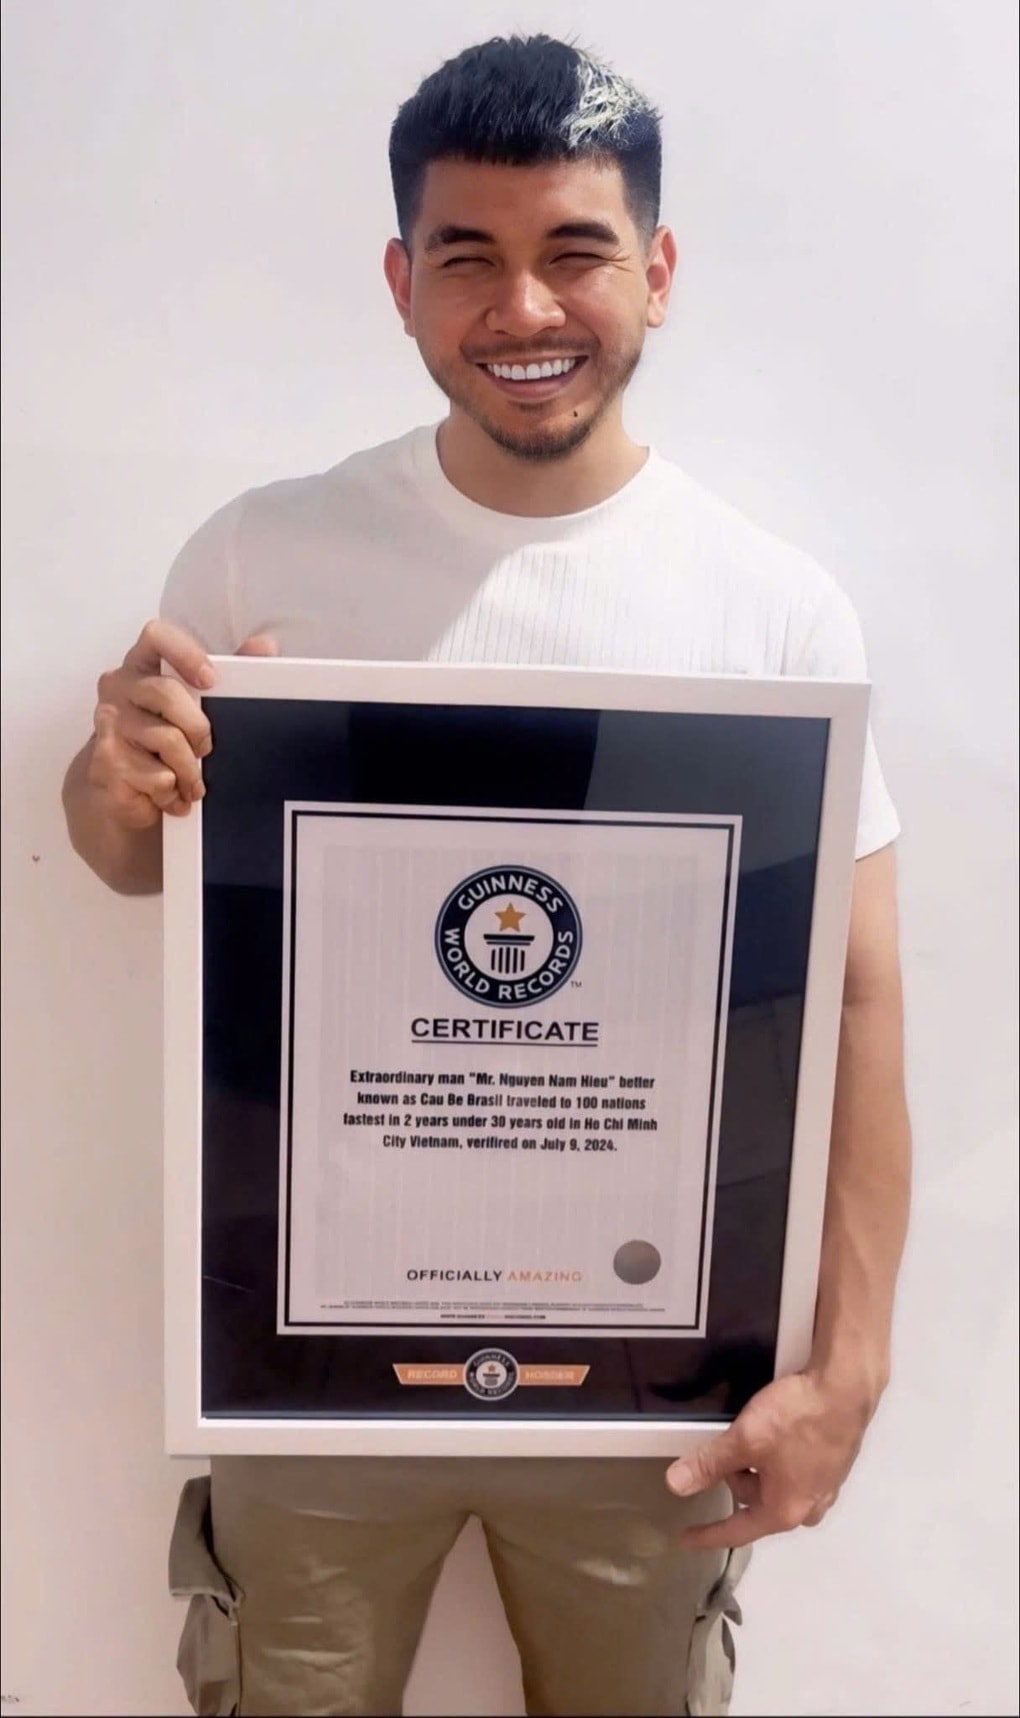 GUINNESS
WORLD RECORDS
TM
CERTIFICATE
Extraordinary man "Mr. Nguyen Nam Hieu" better
known as Cau Be Brasil traveled to 100 nations
fastest in 2 years under 30 years old in Ho Chi Minh
City Vietnam, verifired on July 9, 2024.
OFFICIALLY AMAZING
RECORD